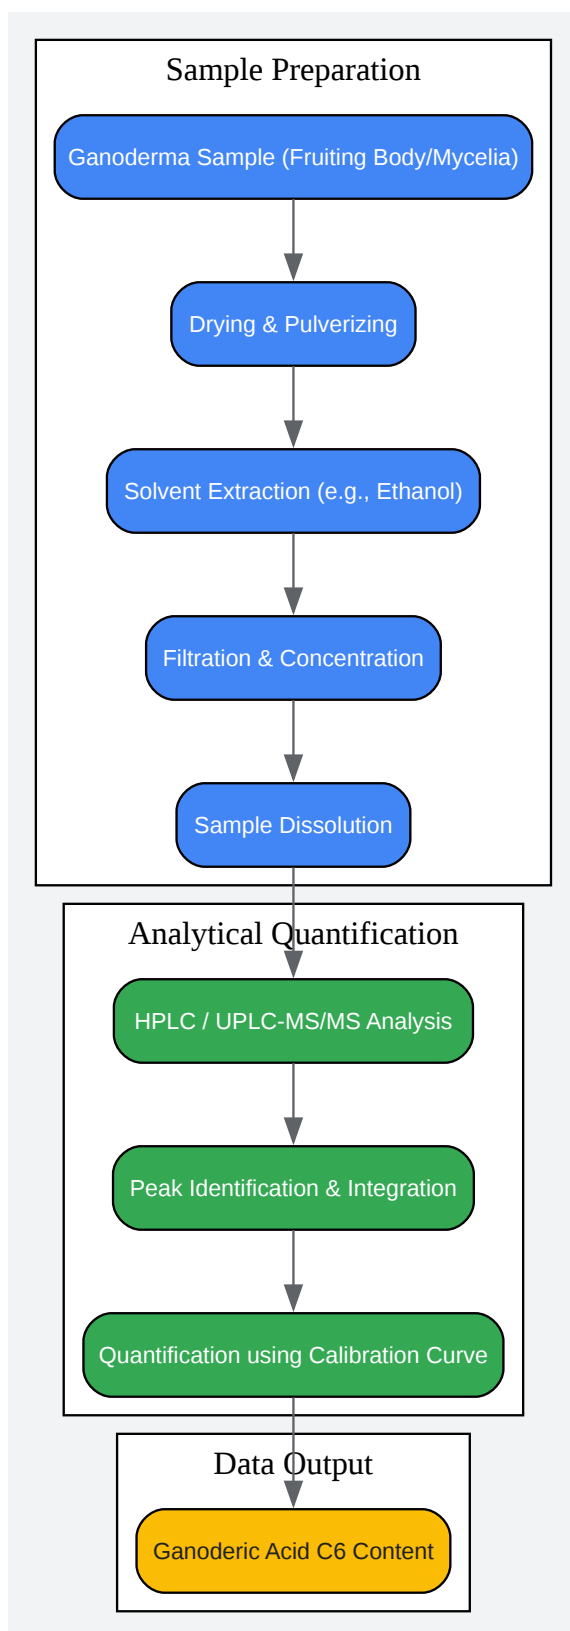 Sample Preparation
Ganoderma Sample (Fruiting Body/Mycelia)
Drying & Pulverizing
Solvent Extraction (e.g., Ethanol)
Filtration & Concentration
Sample Dissolution
Analytical Quantification
HPLC / UPLC-MS/MS Analysis
Peak Identification & Integration
Quantification using Calibration Curve
Data Output
Ganoderic Acid C6 Content